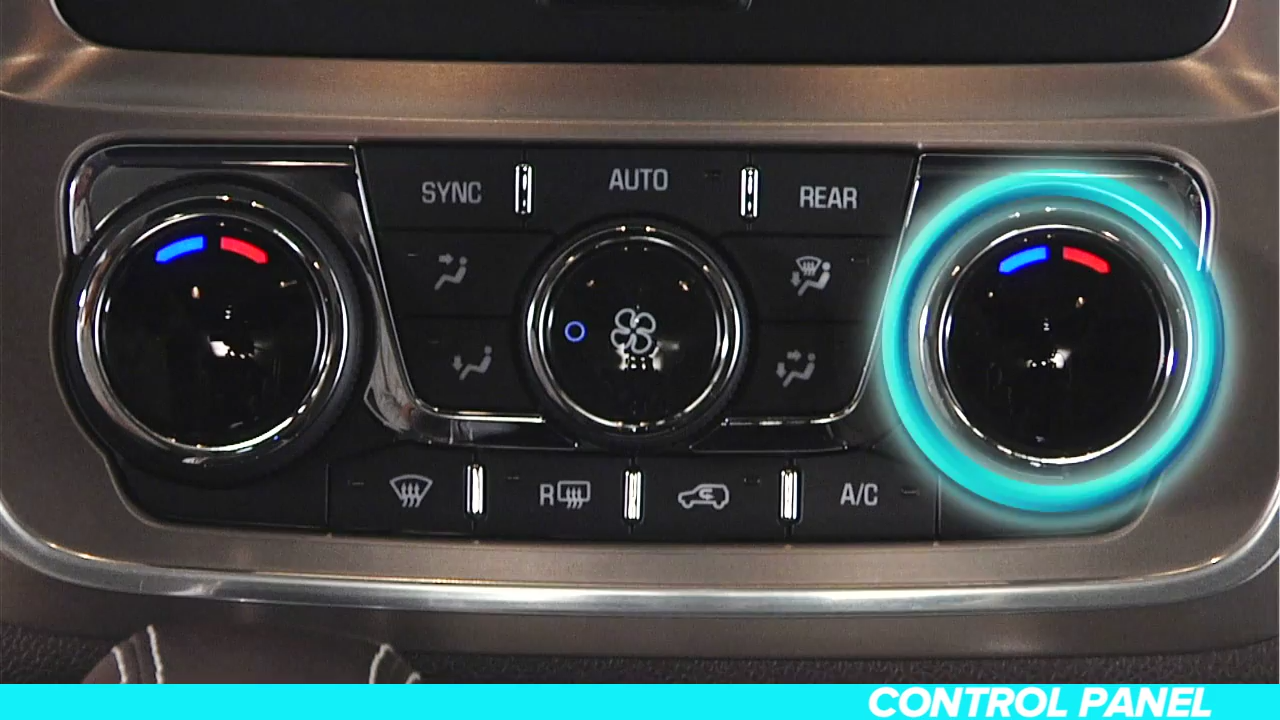 SYNC
AUTO
REAR
R
A/C
CONTROL PANEL